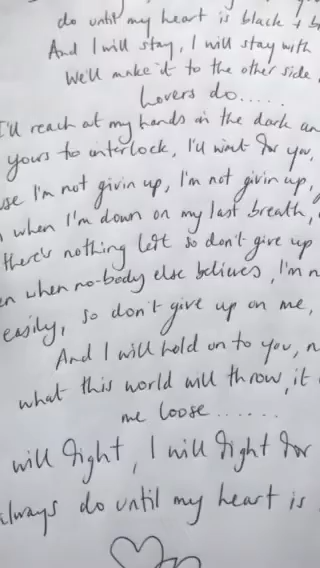 do until my heart is black + b
And I will stay, I will stay with
We'll make it to the other side
Lovers do.....
I'll reach at my hands in the dark an
yours to interlock, I'll wait for you,
se I'm not givin up, I'm not givin up,
when I'm down on my last breath,
there's nothing left so don't give up
en when no-body else believes, I'm n
easily, so don't give up on me,
And I will hold on to you, n
what this world will throw, it
me loose......
will fight, I will fight for
always do until my heart is